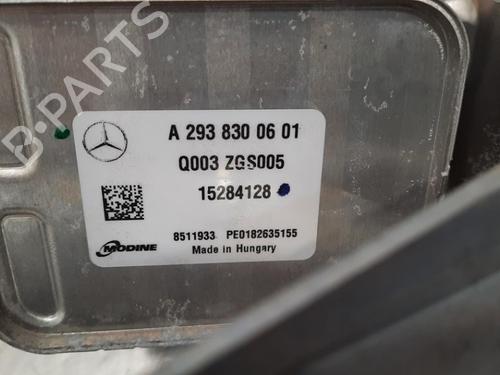 B-PARTS
A 293 830 06 01
Q003 ZGS005
15284128
8511933 PE0182635155
MODINE
Made in Hungary